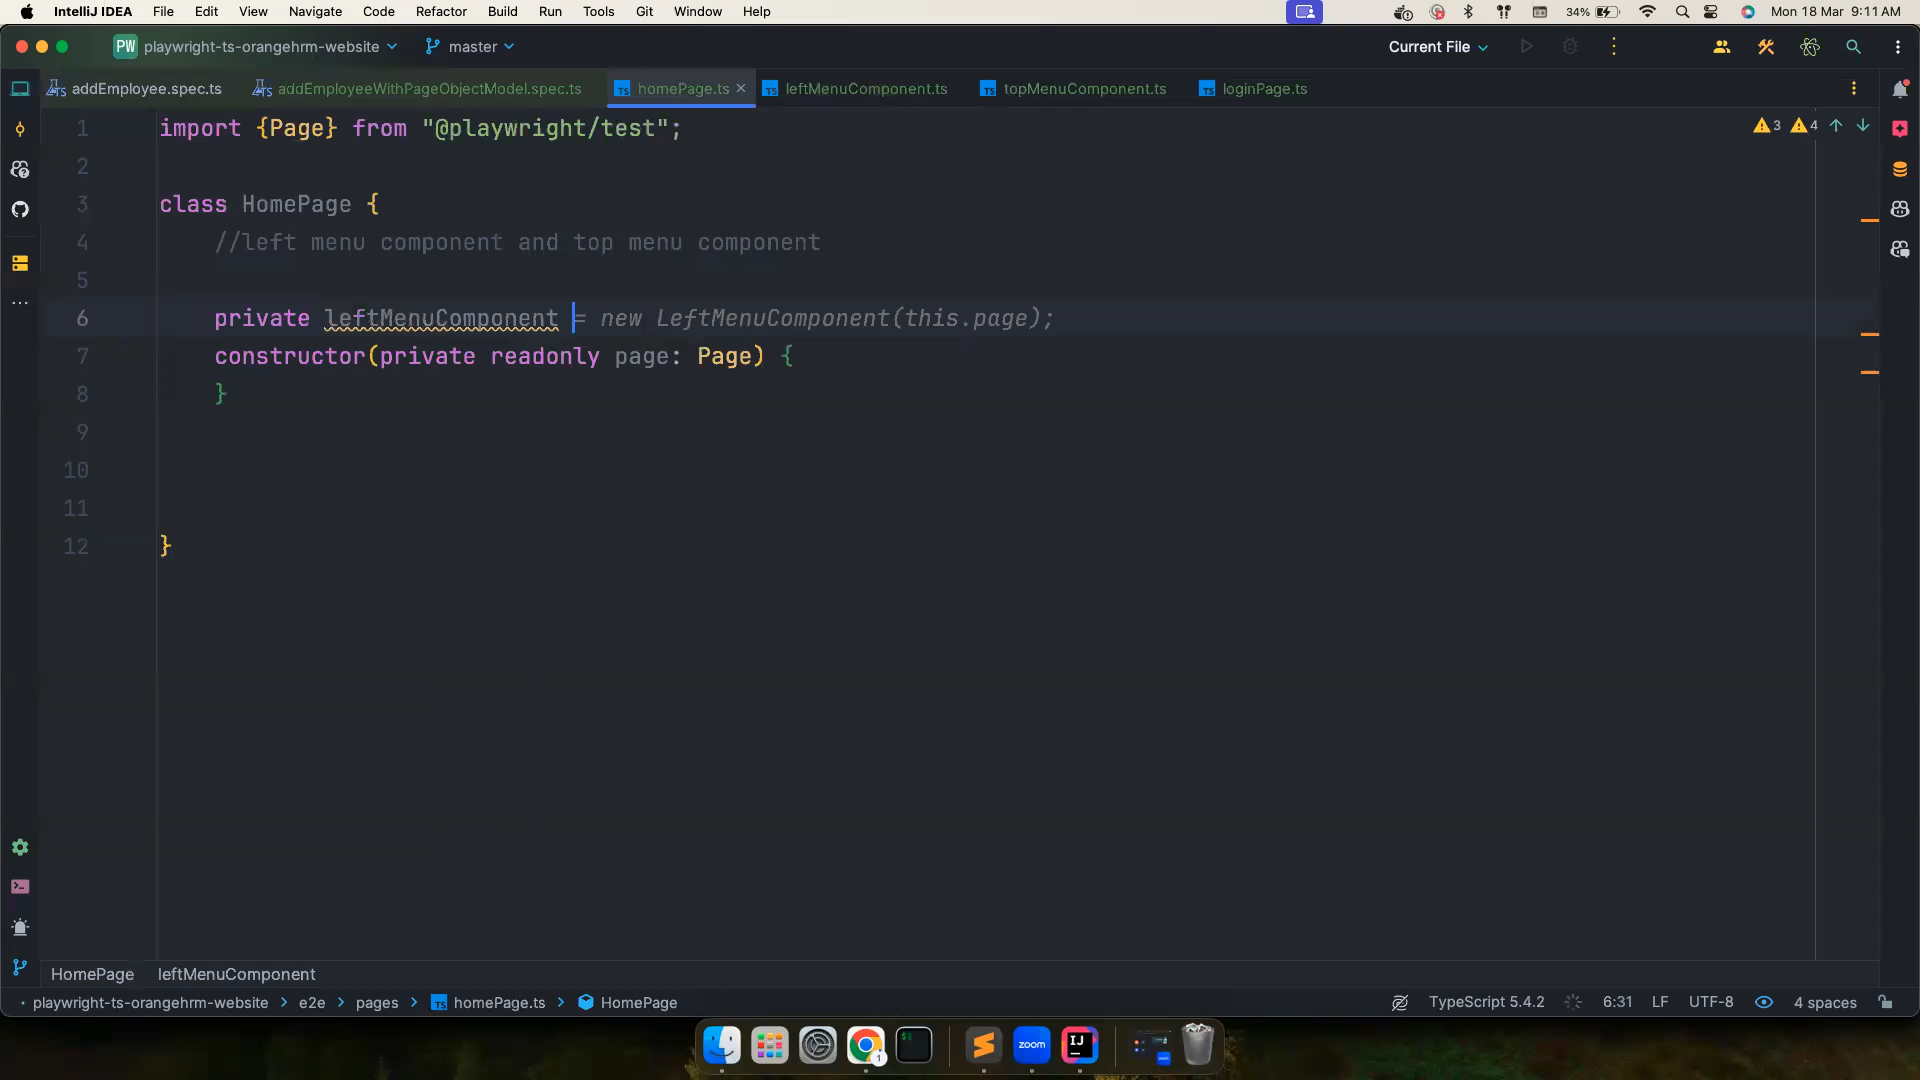 IntelliJ IDEA File Edit View Navigate Code Refactor Build Run Tools Git Window Help 34% Mon 18 Mar 9:11 AM
PW playwright-ts-orangehrm-website master Current File
addEmployee.spec.ts addEmployeeWithPageObjectModel.spec.ts homePage.ts leftMenuComponent.ts topMenuComponent.ts loginPage.ts
1 import {Page} from "@playwright/test"; 3 4
2
3 class HomePage {
4 //left menu component and top menu component
5
6 private leftMenuComponent = new LeftMenuComponent(this.page);
7 constructor(private readonly page: Page) {
8 }
9
10
11
12 }
HomePage leftMenuComponent
playwright-ts-orangehrm-website > e2e > pages > homePage.ts > HomePage TypeScript 5.4.2 6:31 LF UTF-8 4 spaces
zoom IJ